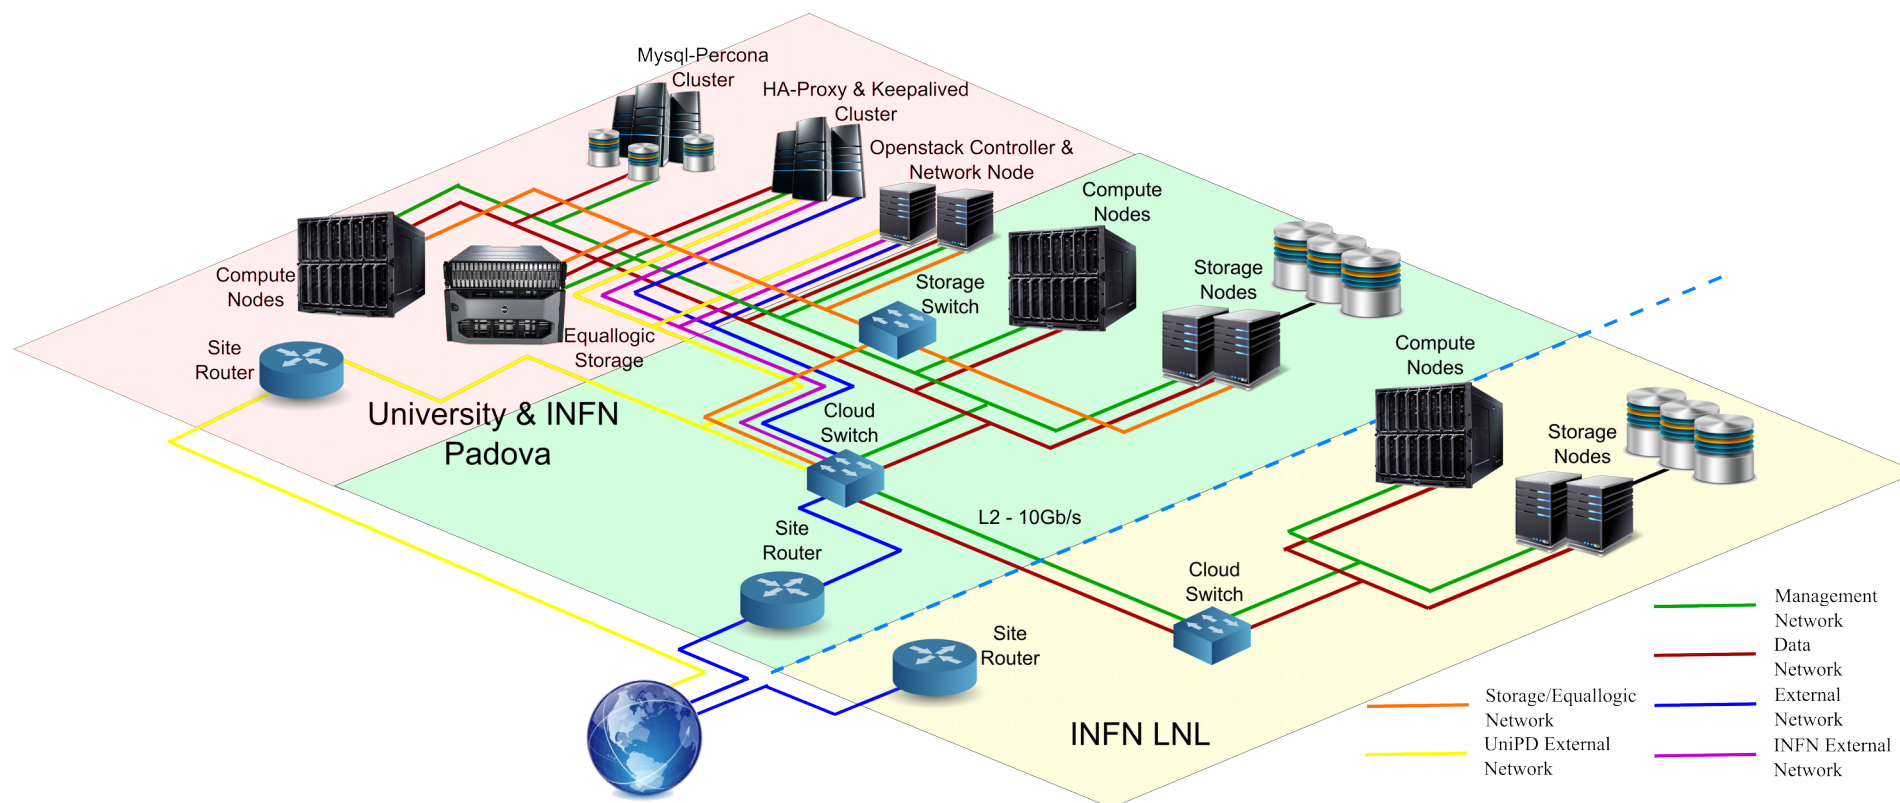 Mysql-Percona
Cluster
HA-Proxy & Keepalived
Cluster
Openstack Controller &
Network Node
Compute
Nodes
Compute
Nodes
Storage
Switch
Storage
Nodes
Equallogic
Storage
Site
Router
University & INFN
Padova
Cloud
Switch
Compute
Nodes
Storage
Nodes
L2 - 10Gb/s
Site
Router
Cloud
Switch
Site
Router
INFN LNL
Management
Network
Data
Network
Storage/Equallogic
Network
External
Network
UniPD External
Network
INFN External
Network